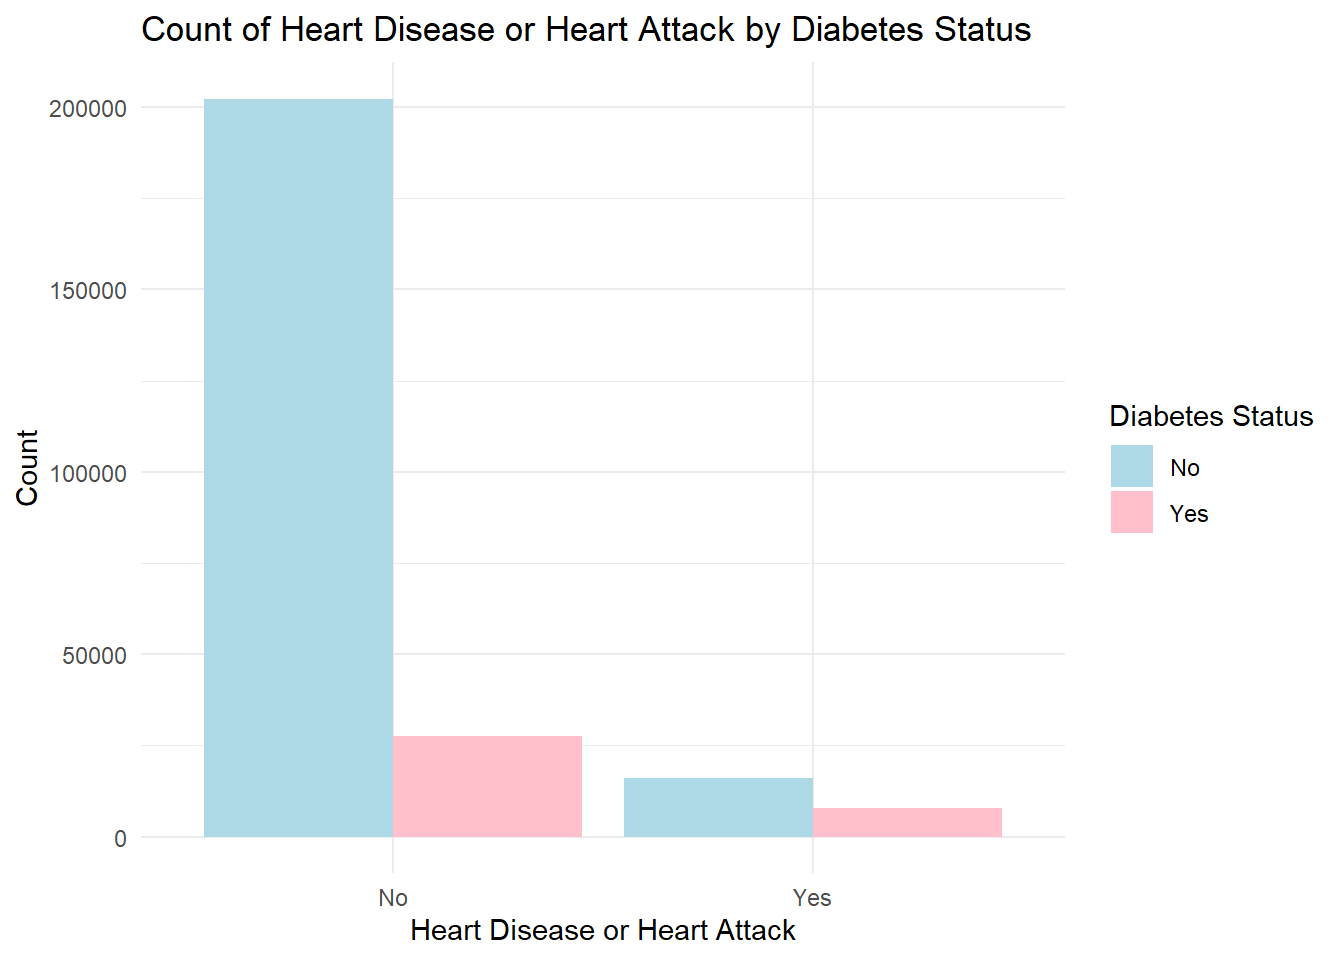 Count of Heart Disease or Heart Attack by Diabetes Status
200000
150000
100000
50000
0
Count
No
Yes
Heart Disease or Heart Attack
Diabetes Status
No
Yes